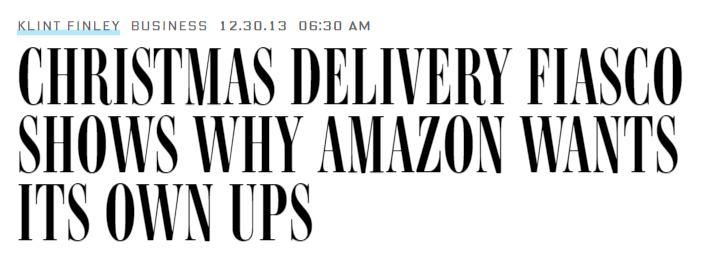 KLINT FINLEY BUSINESS 12.30.13 06:30 AM
CHRISTMAS DELIVERY FIASCO
SHOWS WHY AMAZON WANTS
ITS OWN UPS